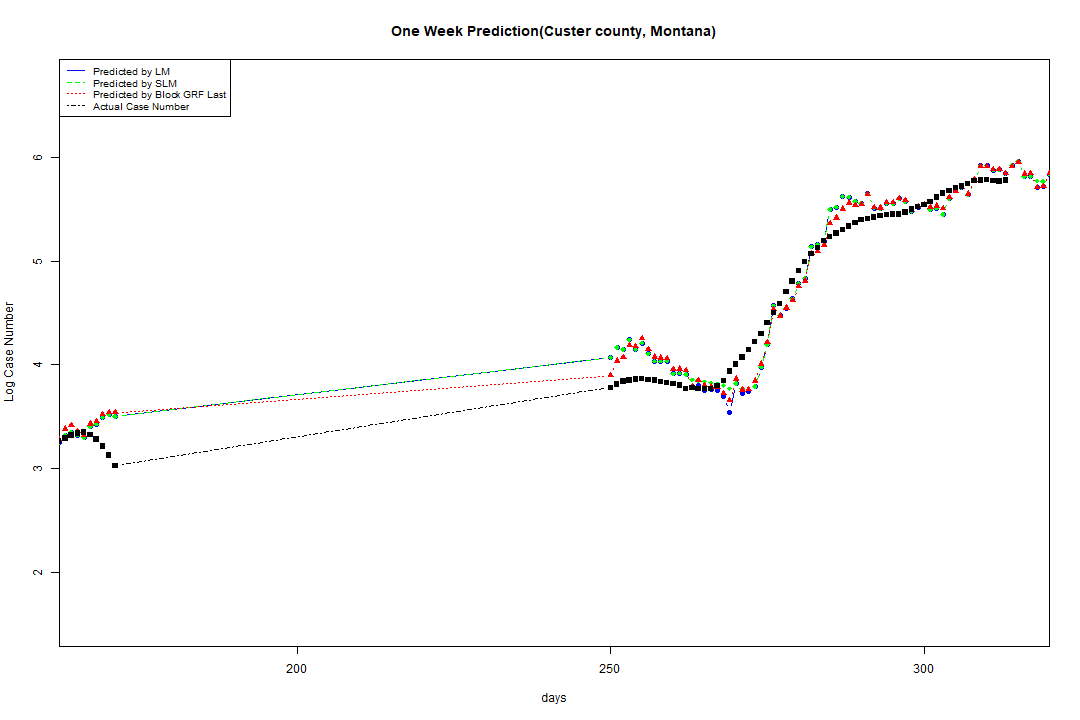 One Week Prediction(Custer county, Montana)
Predicted by LM
Predicted by SLM
Predicted by Block GRF Last
Actual Case Number
6
5
4
3
2
Log Case Number
200
250
300
days